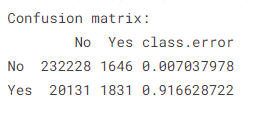 Confusion matrix:
No Yes class.error
No 232228 1646 0.007037978
Yes 20131 1831 0.916628722